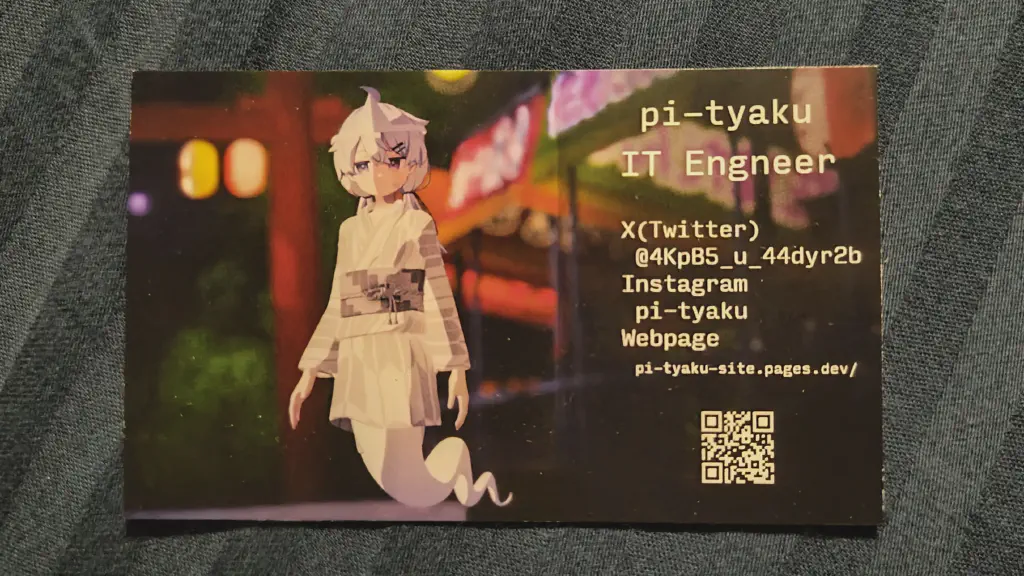 pi-tyaku
IT Engneer
X(Twitter)
@4KpB5_u_44dyr2b
Instagram
pi-tyaku
Webpage
pi-tyaku-site.pages.dev/